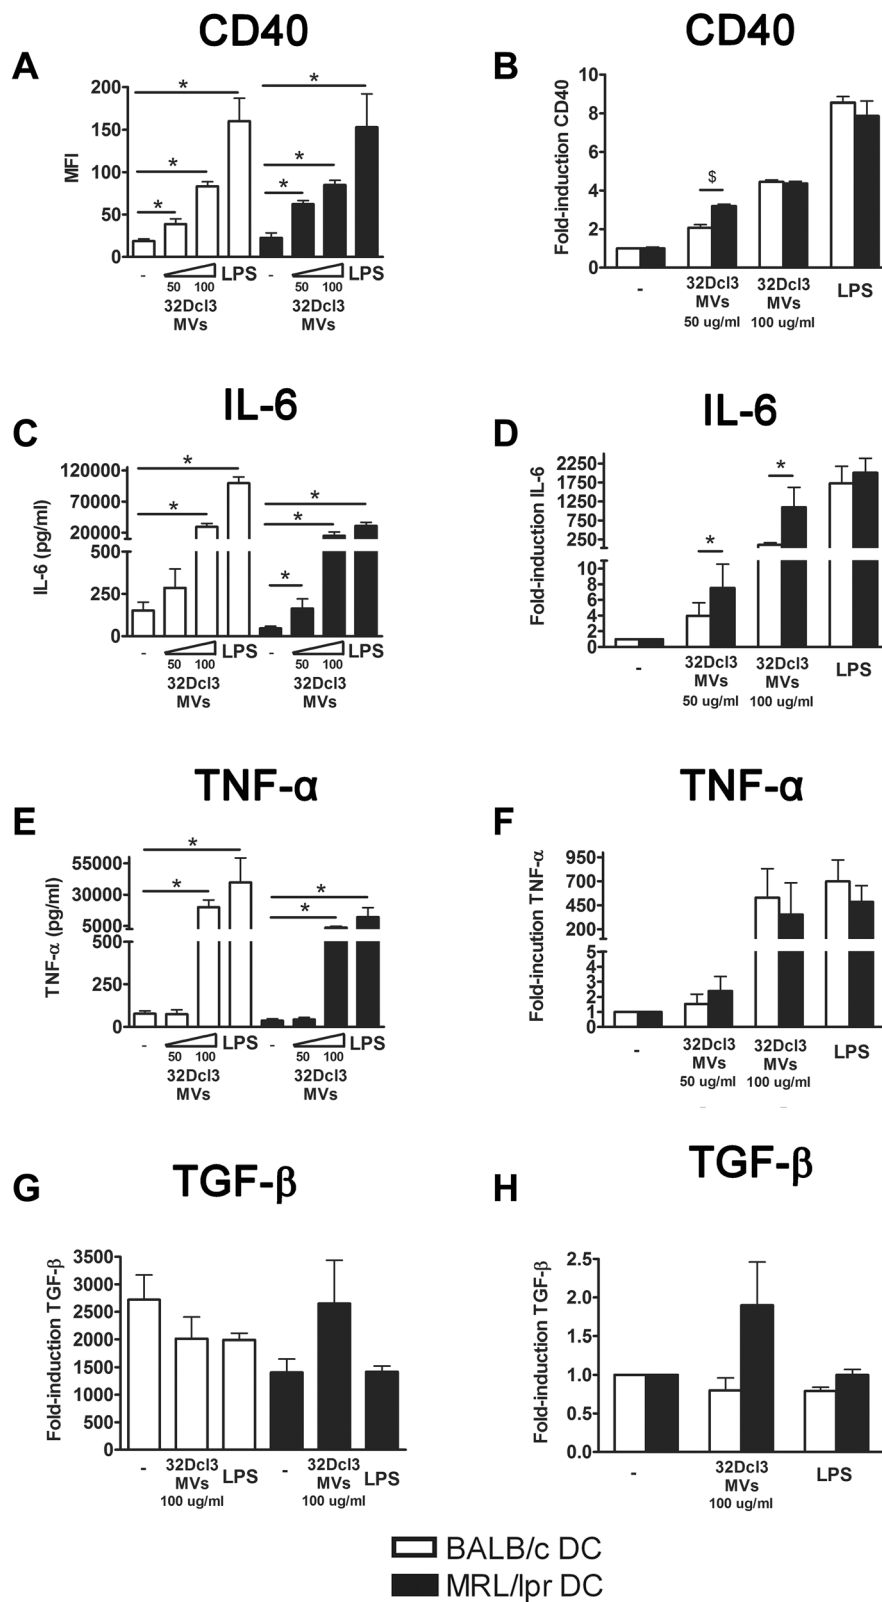 CD40
A
*
*
*
*
*
*
200
150
100
50
0
MFI
-
50
100
LPS
-
50
100
LPS
32Dcl3
MVs
32Dcl3
MVs
CD40
B
10
8
6
4
2
0
Fold-induction CD40
$
-
32Dcl3
MVs
50 ug/ml
32Dcl3
MVs
100 ug/ml
LPS
IL-6
C
120000
70000
20000
500
250
0
IL-6 (pg/ml)
*
*
*
*
*
-
50
100
LPS
-
50
100
LPS
32Dcl3
MVs
32Dcl3
MVs
IL-6
D
2250
1750
1250
750
250
10
8
6
4
2
0
Fold-induction IL-6
*
*
-
32Dcl3
MVs
50 ug/ml
32Dcl3
MVs
100 ug/ml
LPS
TNF-α
E
55000
30000
5000
500
250
0
TNF-α (pg/ml)
*
*
*
*
-
50
100
LPS
-
50
100
LPS
32Dcl3
MVs
32Dcl3
MVs
TNF-α
F
950
700
450
200
5
4
3
2
1
0
Fold-incution TNF-α
-
32Dcl3
MVs
50 ug/ml
32Dcl3
MVs
100 ug/ml
LPS
TGF-β
G
3500
3000
2500
2000
1500
1000
500
0
Fold-induction TGF-β
-
32Dcl3
MVs
100 ug/ml
LPS
-
32Dcl3
MVs
100 ug/ml
LPS
TGF-β
H
2.5
2.0
1.5
1.0
0.5
0.0
Fold-induction TGF-β
-
32Dcl3
MVs
100 ug/ml
LPS
BALB/c DC
MRL/lpr DC